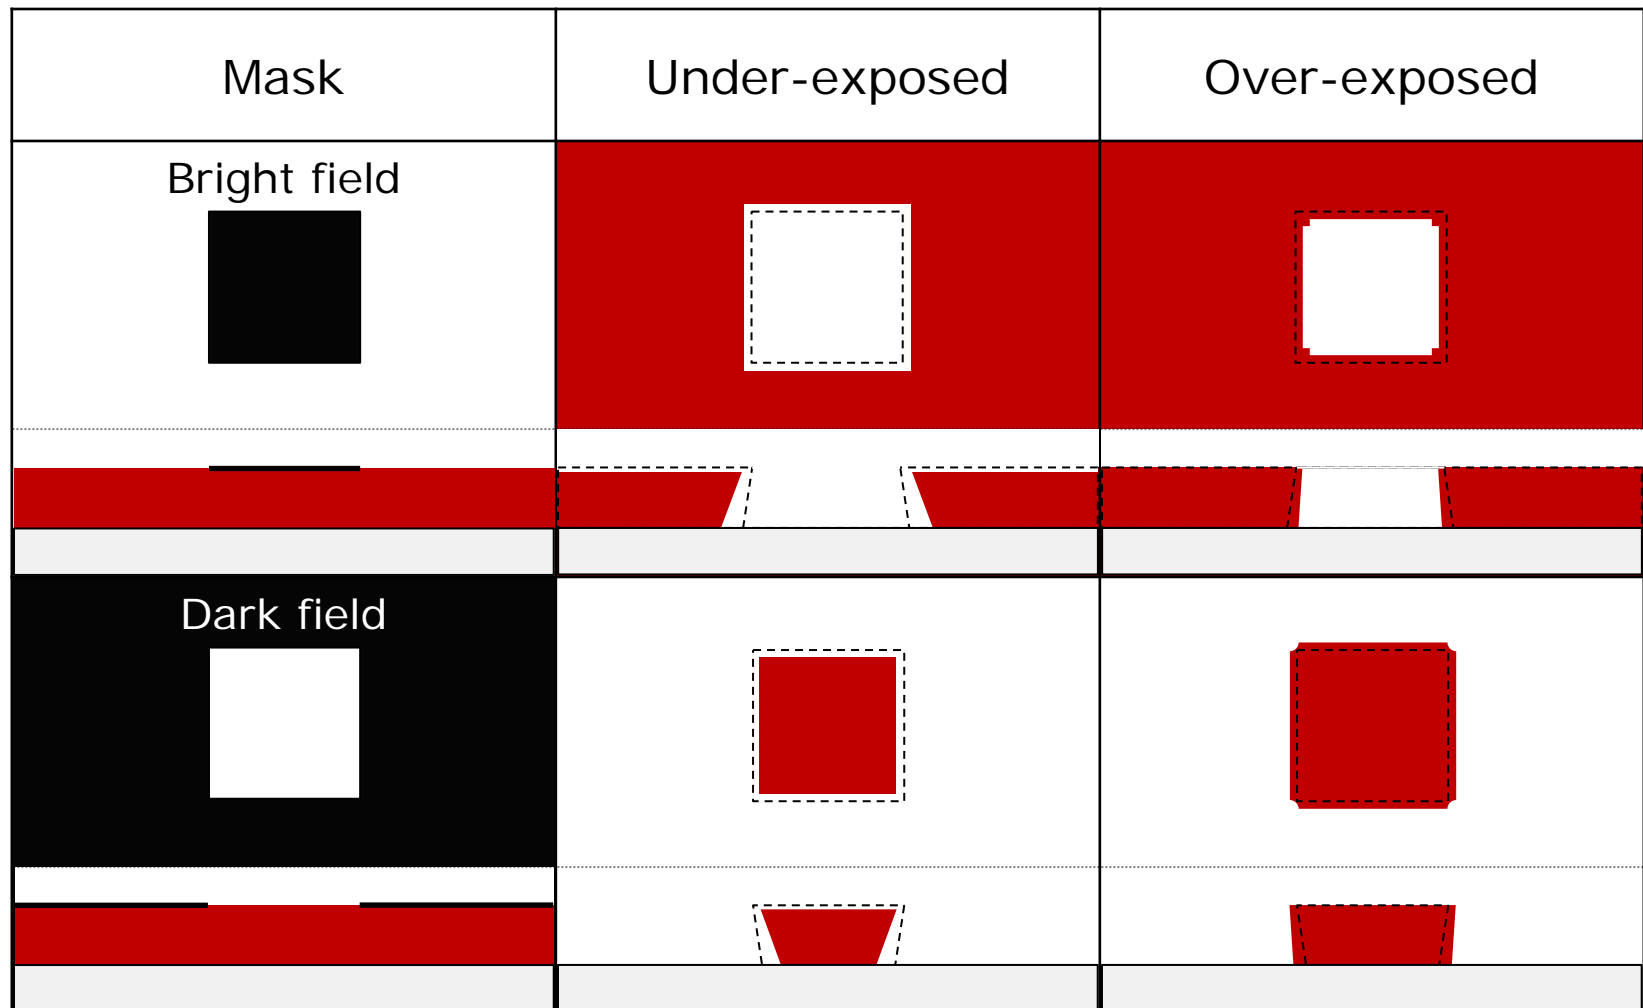 Mask
Under-exposed
Over-exposed
Bright field
Dark field